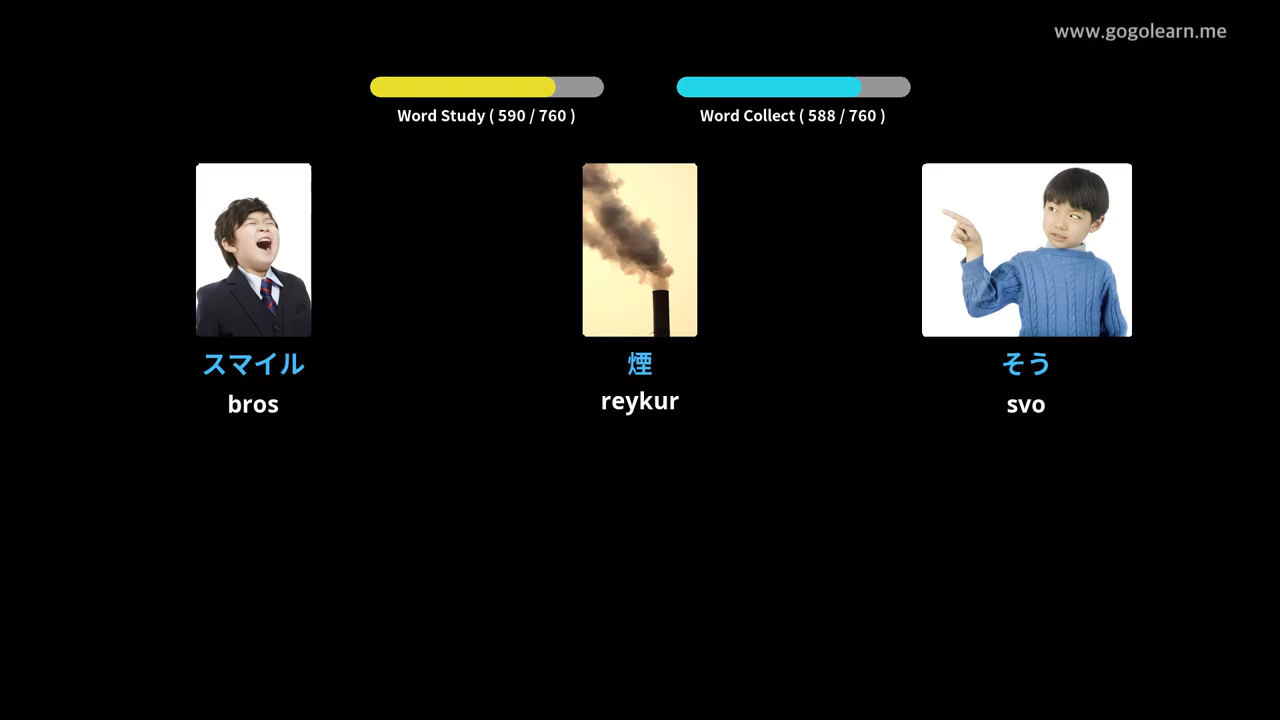 www.gogolearn.me
Word Study ( 590 / 760 )
Word Collect ( 588 / 760 )
スマイル
煙
そう
bros
reykur
svo